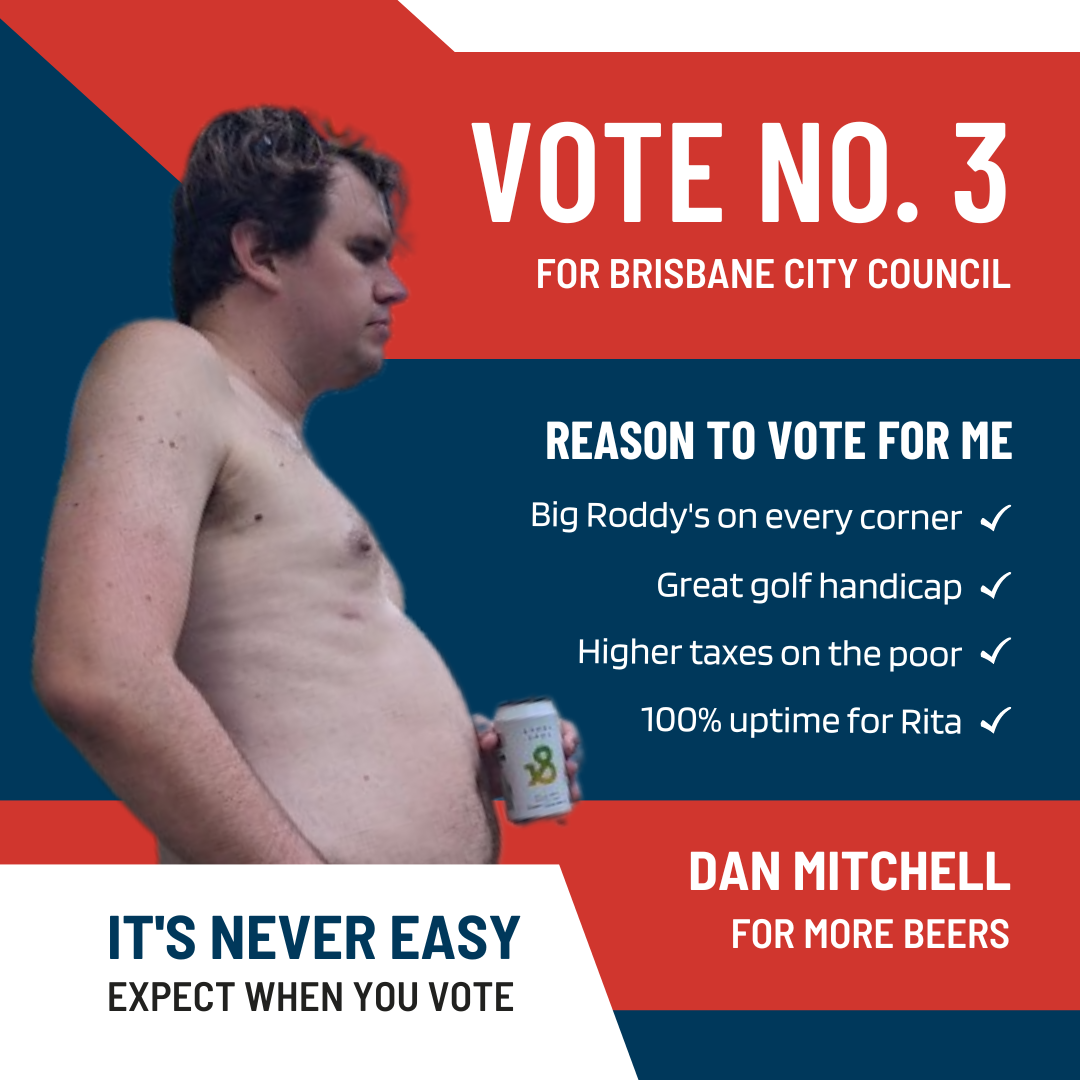 VOTE NO. 3
FOR BRISBANE CITY COUNCIL
REASON TO VOTE FOR ME
Big Roddy's on every corner
Great golf handicap
Higher taxes on the poor
100% uptime for Rita
18
DAN MITCHELL
FOR MORE BEERS
IT'S NEVER EASY
EXPECT WHEN YOU VOTE